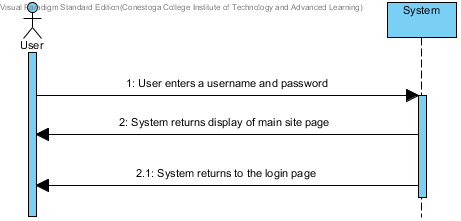 Visual Paradigm Standard Edition(Conestoga College Institute of Technology and Advanced Learning)
System
User
1: User enters a username and password
2: System returns display of main site page
2.1: System returns to the login page